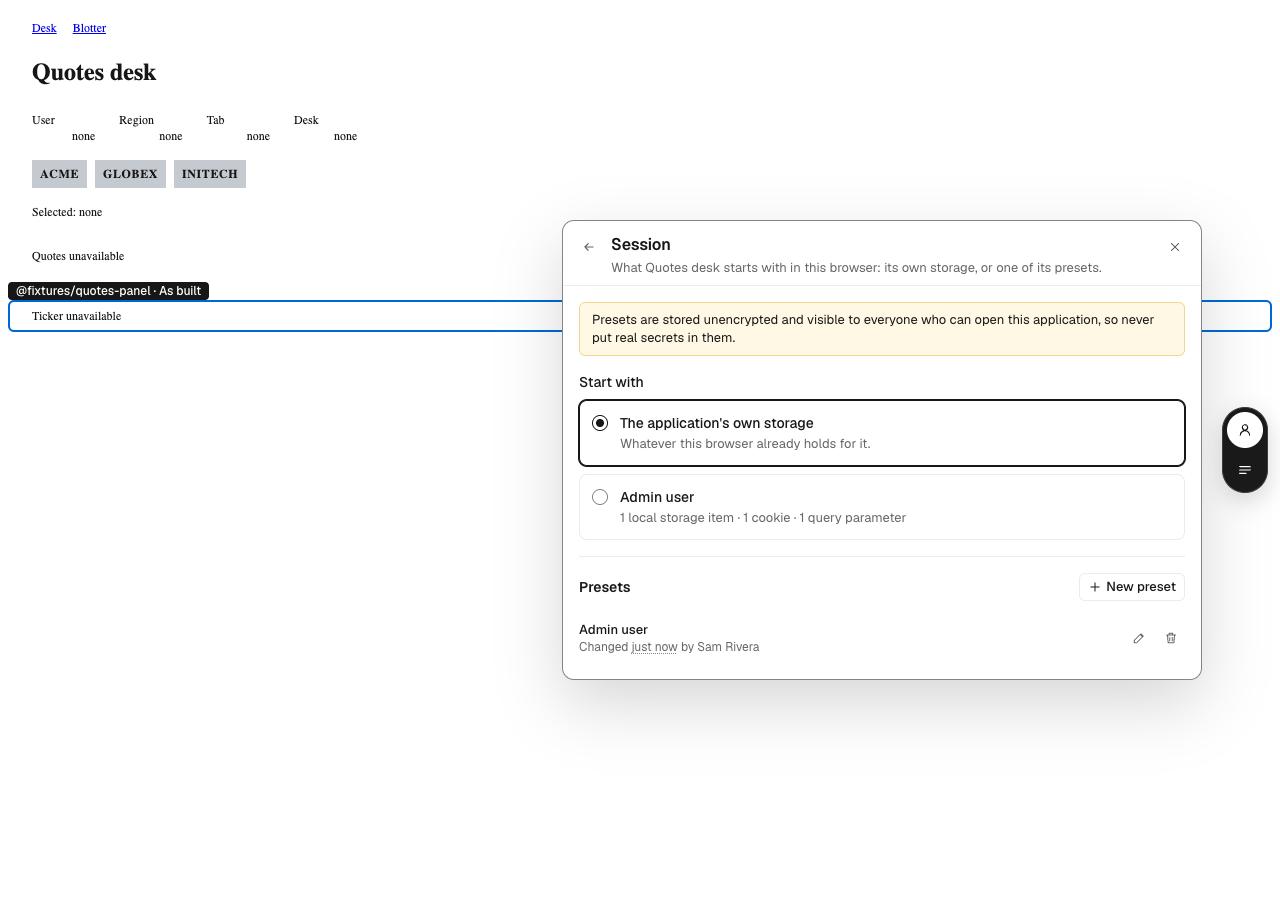 Desk Blotter
Quotes desk
User Region Tab Desk
none none none none
ACME GLOBEX INITECH
Selected: none
Quotes unavailable
@fixtures/quotes-panel · As built
Ticker unavailable
Session
What Quotes desk starts with in this browser: its own storage, or one of its presets.
Presets are stored unencrypted and visible to everyone who can open this application, so never
put real secrets in them.
Start with
The application's own storage
Whatever this browser already holds for it.
Admin user
1 local storage item · 1 cookie · 1 query parameter
Presets
New preset
Admin user
Changed just now by Sam Rivera